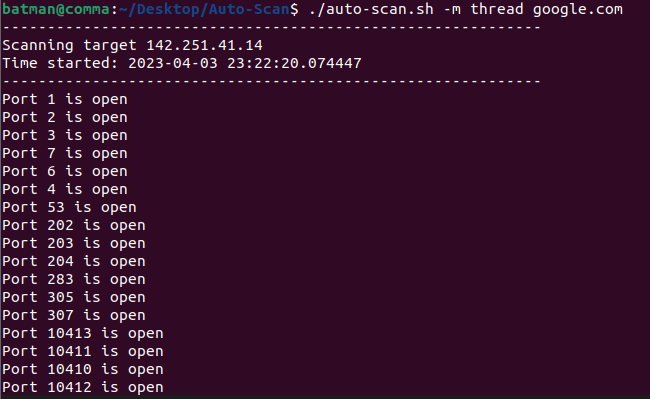 batman@comma:~/Desktop/Auto-Scan$ ./auto-scan.sh -m thread google.com
------------------------------------------------------------
Scanning target 142.251.41.14
Time started: 2023-04-03 23:22:20.074447
------------------------------------------------------------
Port 1 is open
Port 2 is open
Port 3 is open
Port 7 is open
Port 6 is open
Port 4 is open
Port 53 is open
Port 202 is open
Port 203 is open
Port 204 is open
Port 283 is open
Port 305 is open
Port 307 is open
Port 10413 is open
Port 10411 is open
Port 10410 is open
Port 10412 is open